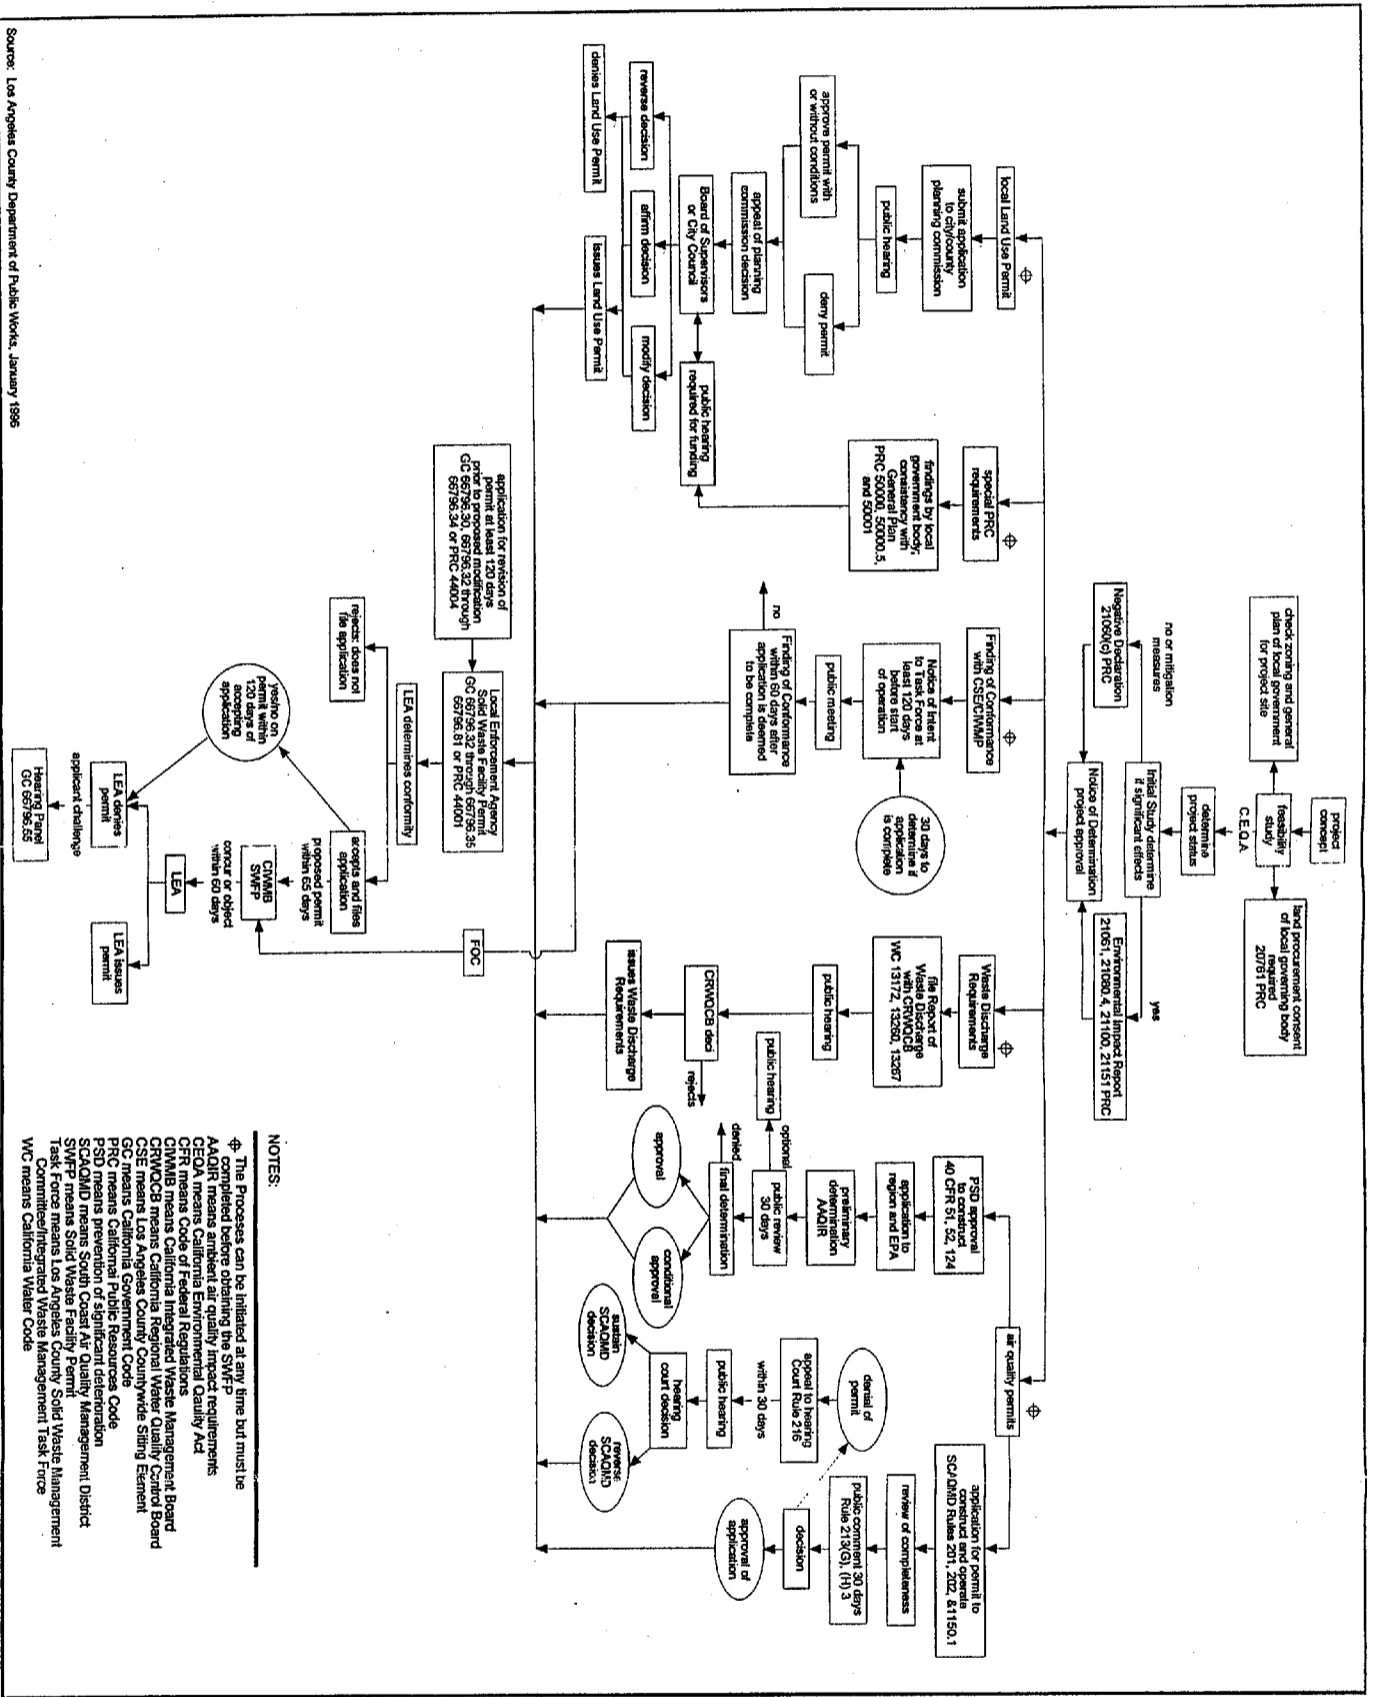 project
concept
feasibility
study
check zoning and general
plan of local government
for project site
land procurement consent
of local governing body
required
20761 PRC
C.E.Q.A.
determine
project status
Initial Study determine
if significant effects
no or mitigation
measures
yes
Negative Declaration
21060(c) PRC
Environmental Impact Report
21061, 21080.4, 21100, 21151 PRC
Notice of Determination
project approval
local Land Use Permit
submit application
to city/county
planning commission
public hearing
approve permit with
or without conditions
deny permit
appeal of planning
commission decision
Board of Supervisors
or City Council
public hearing
required for funding
reverse decision
affirm decision
modify decision
denies Land Use Permit
issues Land Use Permit
special PRC
requirements
findings by local
government body;
consistency with
General Plan
PRC 50000, 50000.5,
and 50001
Finding of Conformance
with CSE/CIWMP
Notice of Intent
to Task Force at
least 120 days
before start
of operation
30 days to
determine if
application
is complete
public meeting
Finding of Conformance
within 60 days after
application is deemed
to be complete
no
Waste Discharge
Requirements
file Report of
Waste Discharge
with CRWQCB
WC 13172, 13260, 13267
public hearing
CRWQCB deci
rejects
issues Waste Discharge
Requirements
air quality permits
PSD approval
to construct
40 CFR 51, 52, 124
application to
region and EPA
preliminary
determination
AAQIR
public review
30 days
optional
public hearing
final determination
denied
approval
conditional
approval
application for permit to
construct and operate
SCAQMD Rules 201, 202, &1150.1
review of completeness
public comment 30 days
Rule 213(G), (H) 3
decision
denial of
permit
approval of
application
appeal to hearing
Court Rule 216
within 30 days
public hearing
hearing
court decision
sustain
SCAQMD
decision
reverse
SCAQMD
decision
application for revision of
permit at least 120 days
prior to proposed modification
GC 66796.30, 66796.32 through
66796.34 or PRC 44004
Local Enforcement Agency
Solid Waste Facility Permit
GC 66796.32 through 66796.35
66796.81 or PRC 44001
FOC
LEA determines conformity
rejects: does not
file application
accepts and files
application
yes/no on
permit within
120 days of
accepting
application
proposed permit
within 65 days
CIWMB
SWFP
concur or object
within 60 days
LEA
LEA denies
permit
LEA issues
permit
applicant challenge
Hearing Panel
GC 66796.55
NOTES:
⌖ The Processes can be initiated at any time but must be
completed before obtaining the SWFP
AAQIR means ambient air quality impact requirements
CEQA means California Environmental Qaulity Act
CFR means Code of Federal Regulations
CIWMB means California Integrated Waste Management Board
CRWQCB means California Regional Water Quality Control Board
CSE means Los Angeles County Countywide Siting Element
GC means California Government Code
PRC means California Public Resources Code
PSD means prevention of significant deterioration
SCAQMD means South Coast Air Quality Management District
SWFP means Solid Waste Facility Permit
Task Force means Los Angeles County Solid Waste Management
Committee/Integrated Waste Management Task Force
WC means California Water Code
Source: Los Angeles County Department of Public Works, January 1996